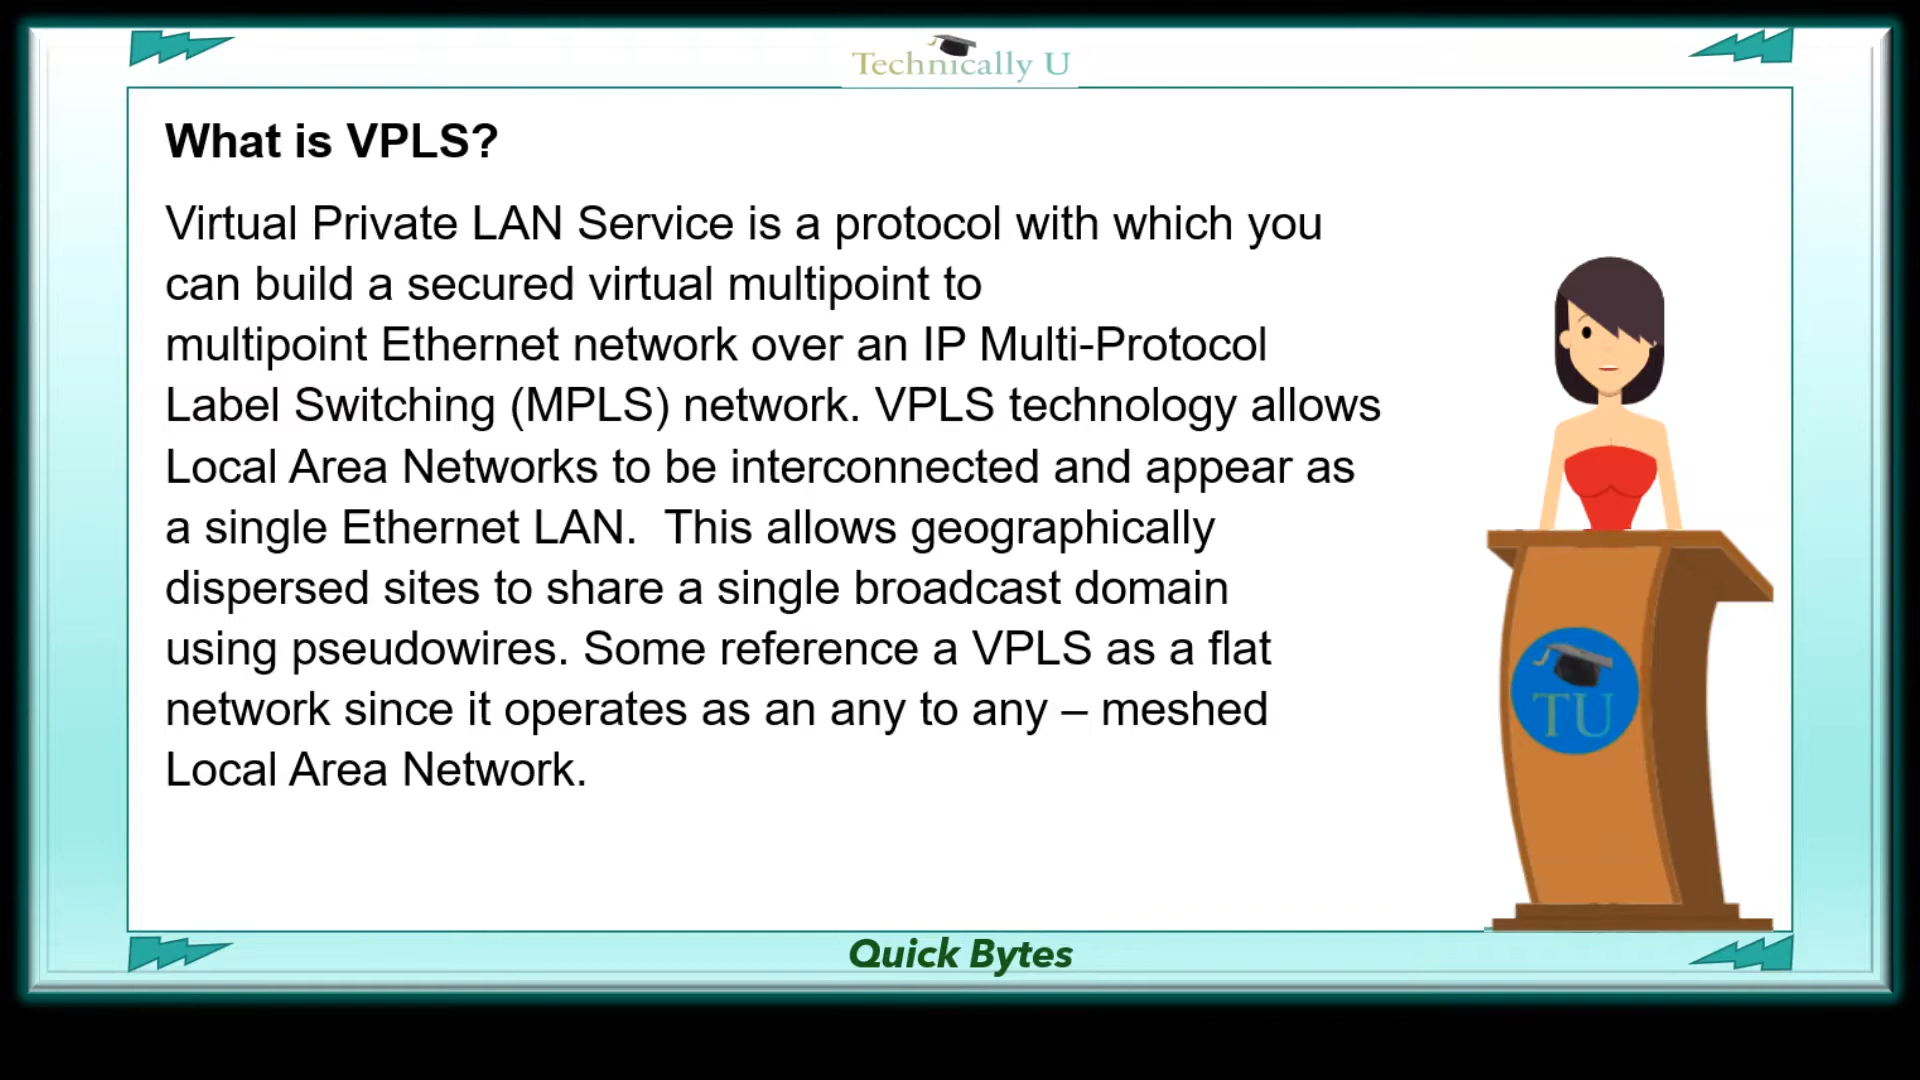 Technically U
What is VPLS?
Virtual Private LAN Service is a protocol with which you
can build a secured virtual multipoint to
multipoint Ethernet network over an IP Multi-Protocol
Label Switching (MPLS) network. VPLS technology allows
Local Area Networks to be interconnected and appear as
a single Ethernet LAN.  This allows geographically
dispersed sites to share a single broadcast domain
using pseudowires. Some reference a VPLS as a flat
network since it operates as an any to any – meshed
Local Area Network.
TU
Quick Bytes